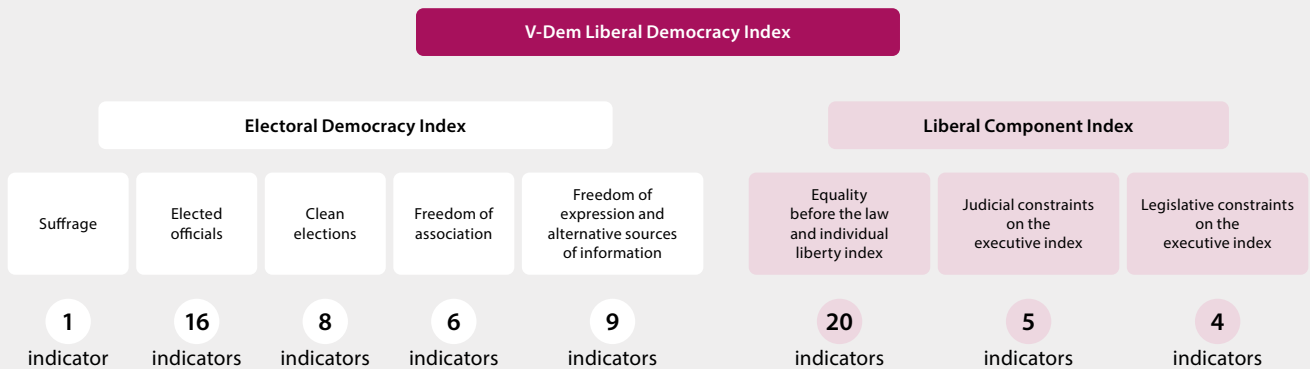 V-Dem Liberal Democracy Index
Electoral Democracy Index
Liberal Component Index
Suffrage
Elected
officials
Clean
elections
Freedom of
association
Freedom of
expression and
alternative sources
of information
Equality
before the law
and individual
liberty index
Judicial constraints
on the
executive index
Legislative constraints
on the
executive index
1
indicator
16
indicators
8
indicators
6
indicators
9
indicators
20
indicators
5
indicators
4
indicators